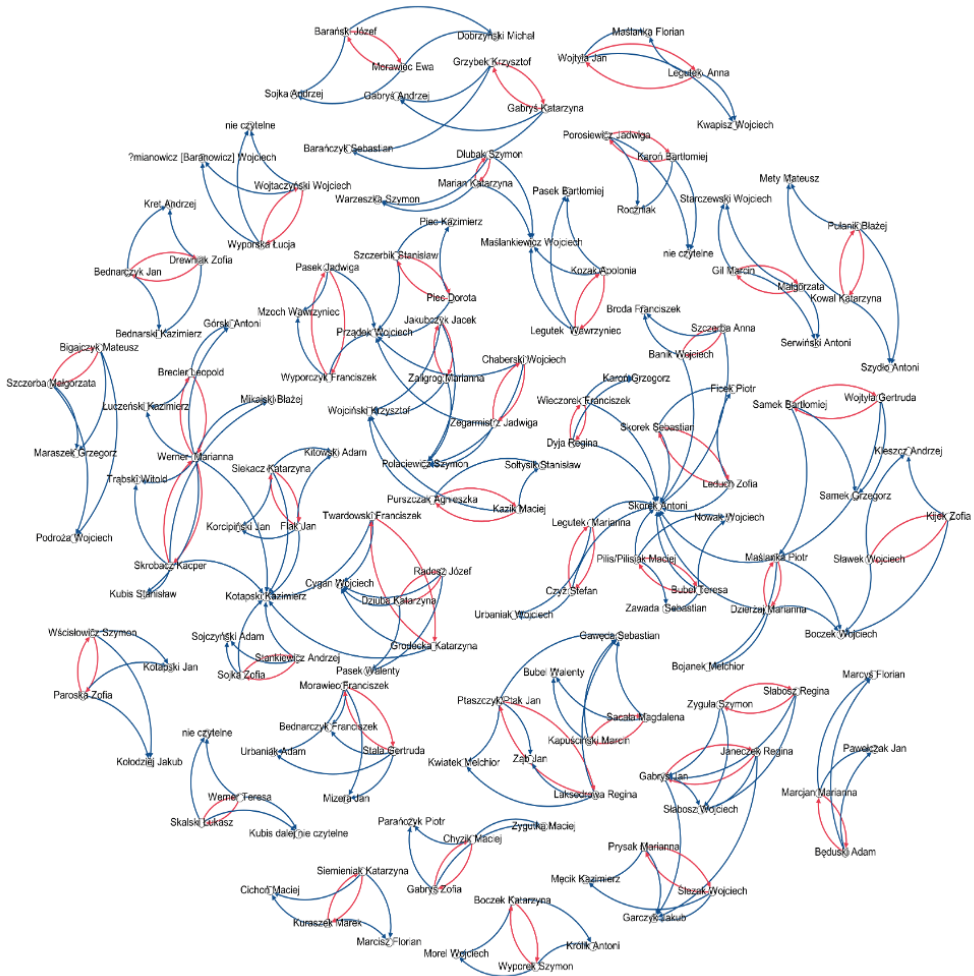 Barański Józef
Dobrzyński Michał
Morawiec Ewa
Sojka Andrzej
Grzybek Krzysztof
Gabryś Andrzej
Gabryś Katarzyna
Barańczyk Sebastian
Maślanka Florian
Wojtyła Jan
Legutek Anna
Kwapisz Wojciech
nie czytelne
?mianowicz [Baranowicz] Wojciech
Wojtaczyński Wojciech
Wyporska Łucja
Dłubak Szymon
Marian Katarzyna
Warzeszka Szymon
Maślankiewicz Wojciech
Porosiewicz Jadwiga
Karoń Bartłomiej
Roczniak
nie czytelne
Pasek Bartłomiej
Kozak Apolonia
Legutek Wawrzyniec
Starczewski Wojciech
Gil Marcin
Małgorzata
Serwiński Antoni
Mety Mateusz
Pułanik Błażej
Kowal Katarzyna
Szydło Antoni
Kret Andrzej
Drewniak Zofia
Bednarczyk Jan
Bednarski Kazimierz
Piec Kazimierz
Szczerbik Stanisław
Piec Dorota
Prządek Wojciech
Pasek Jadwiga
Mzoch Wawrzyniec
Wyporczyk Franciszek
Jakubczyk Jacek
Zaligrog Marianna
Chaberski Wojciech
Zegarmistrz Jadwiga
Wojciński Krzysztof
Połaciewicz Szymon
Broda Franciszek
Szczerba Anna
Banik Wojciech
Ficek Piotr
Górski Antoni
Bigajczyk Mateusz
Szczerba Małgorzata
Maraszek Grzegorz
Podroża Wojciech
Brecler Leopold
Łuczeński Kazimierz
Mikajski Błażej
Werner Marianna
Trąbski Witold
Skrobacz Kacper
Kubis Stanisław
Siekacz Katarzyna
Kitowski Adam
Korcipiński Jan
Flak Jan
Karoń Grzegorz
Wieczorek Franciszek
Dyja Regina
Skorek Sebastian
Leduch Zofia
Skorek Antoni
Samek Bartłomiej
Wojtyła Gertruda
Kleszcz Andrzej
Samek Grzegorz
Kijek Zofia
Sławek Wojciech
Boczek Wojciech
Sołtysik Stanisław
Purszczak Agnieszka
Kazik Maciej
Twardowski Franciszek
Legutek Marianna
Czyż Stefan
Urbaniak Wojciech
Nowak Wojciech
Pilis/Pilisiak Maciej
Bubel Teresa
Zawada Sebastian
Maślanka Piotr
Dzierżaj Marianna
Bojanek Melchior
Radosz Józef
Cygan Wojciech
Dziuba Katarzyna
Grodecka Katarzyna
Pasek Walenty
Kotapski Kazimierz
Sojczyński Adam
Stankiewicz Andrzej
Sojka Zofia
Wścisłowicz Szymon
Kotapski Jan
Paroska Zofia
Kołodziej Jakub
Morawiec Franciszek
Bednarczyk Franciszek
Urbaniak Adam
Stala Gertruda
Mizera Jan
Gawęda Sebastian
Bubel Walenty
Ptaszczyk/Ptak Jan
Sacała Magdalena
Kapuściński Marcin
Kwiatek Melchior
Ząb Jan
Laksedrowa Regina
Słabosz Regina
Zyguła Szymon
Janeczek Regina
Gabryś Jan
Słabosz Wojciech
Marcyś Florian
Pawełczak Jan
Marcjan Marianna
Będuski Adam
nie czytelne
Werner Teresa
Skalski Łukasz
Kubis dalej nie czytelne
Parańczyk Piotr
Zygutka Maciej
Chyzik Maciej
Gabryś Zofia
Prysak Marianna
Męcik Kazimierz
Ślęzak Wojciech
Garczyk Jakub
Siemieniak Katarzyna
Cichoń Maciej
Kuraszek Marek
Marcisz Florian
Boczek Katarzyna
Morel Wojciech
Królik Antoni
Wyporek Szymon